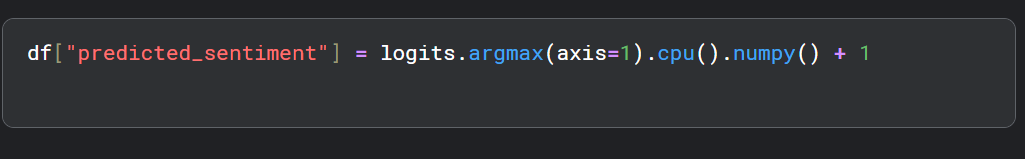 df["predicted_sentiment"] = logits.argmax(axis=1).cpu().numpy() + 1